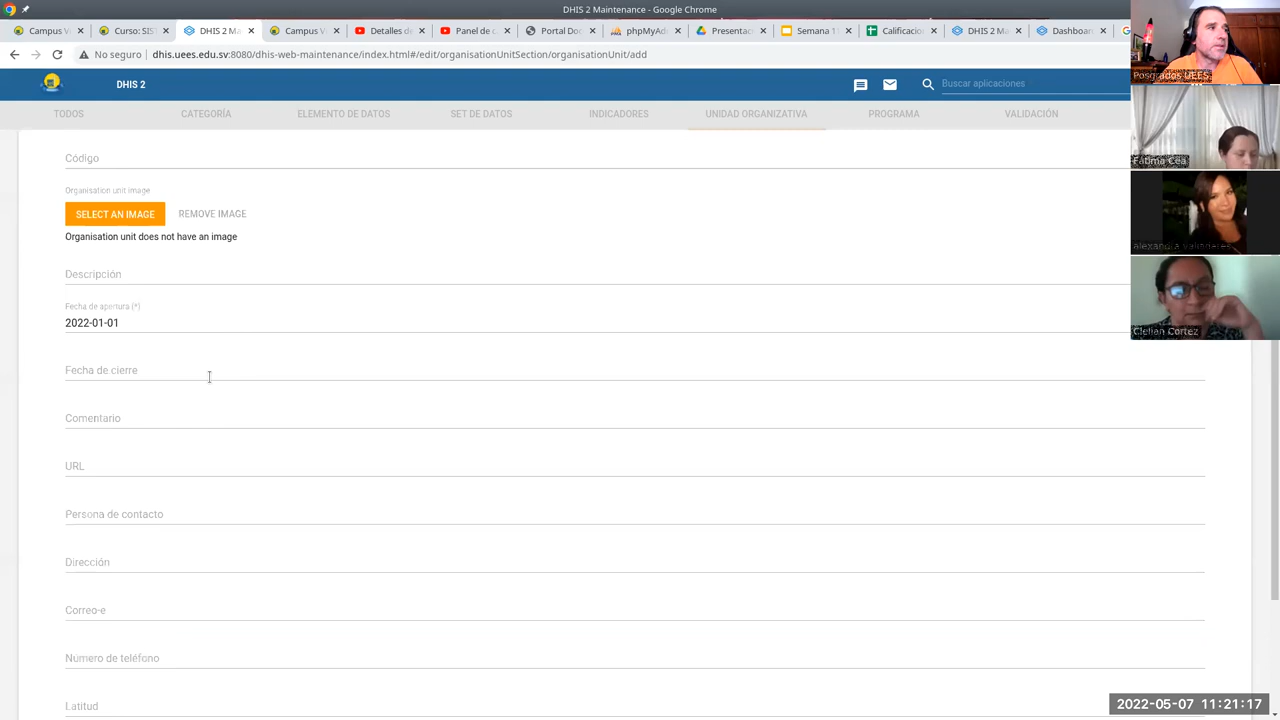 DHIS 2 Maintenance - Google Chrome
Campus V
Curso: SIS
DHIS 2 Ma
Campus V
Detalles de
Panel de
Portal Doc
phpMyAd
Presentac
Semana 1
Calificacio
DHIS 2 M
Dashboar
No seguro
dhis.uees.edu.sv:8080/dhis-web-maintenance/index.html#/edit/organisationUnitSection/organisationUnit/add
DHIS 2
Buscar aplicaciones
TODOS
CATEGORÍA
ELEMENTO DE DATOS
SET DE DATOS
INDICADORES
UNIDAD ORGANIZATIVA
PROGRAMA
VALIDACIÓN
Código
Organisation unit image
SELECT AN IMAGE
REMOVE IMAGE
Organisation unit does not have an image
Descripción
Fecha de apertura (*)
2022-01-01
Fecha de cierre
Comentario
URL
Persona de contacto
Dirección
Correo-e
Número de teléfono
Latitud
Posgrados UEES
Fátima Cea
Clelian Cortez
2022-05-07 11:21:17